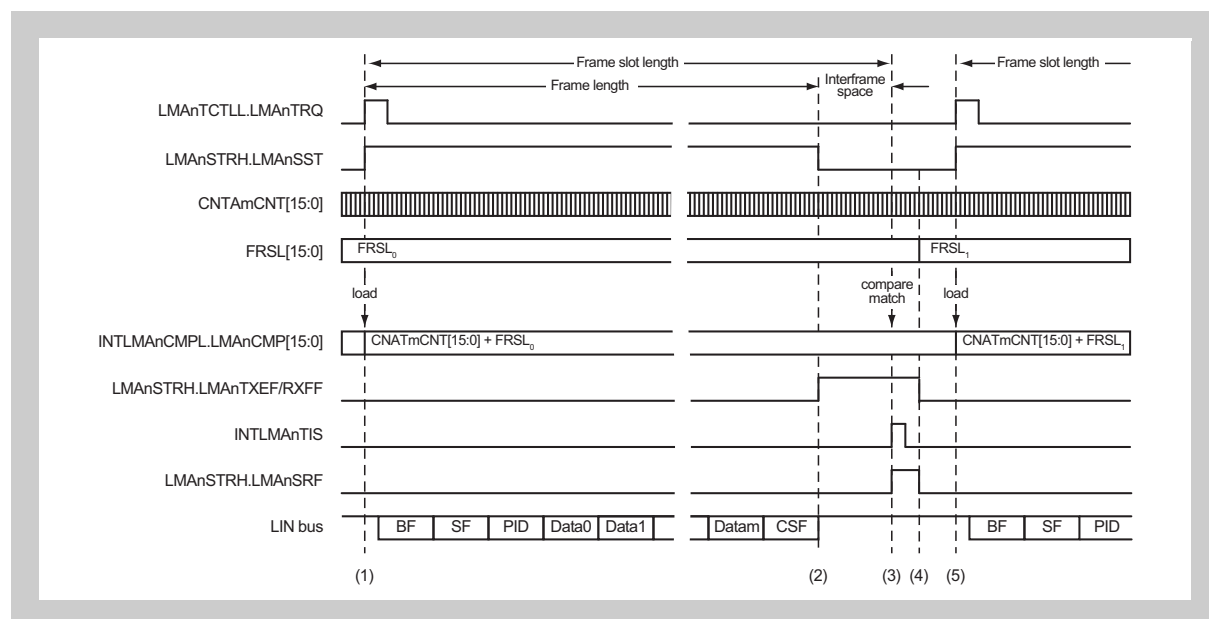 Frame slot length
Frame slot length
Frame length
Interframe
space
LMAnTCTLL.LMAnTRQ
LMAnSTRH.LMAnSST
CNTAmCNT[15:0]
FRSL[15:0]
FRSL0
FRSL1
load
compare
match
load
INTLMAnCMPL.LMAnCMP[15:0]
CNATmCNT[15:0] + FRSL0
CNATmCNT[15:0] + FRSL1
LMAnSTRH.LMAnTXEF/RXFF
INTLMAnTIS
LMAnSTRH.LMAnSRF
LIN bus
BF
SF
PID
Data0
Data1
Datam
CSF
BF
SF
PID
(1)
(2)
(3)
(4)
(5)